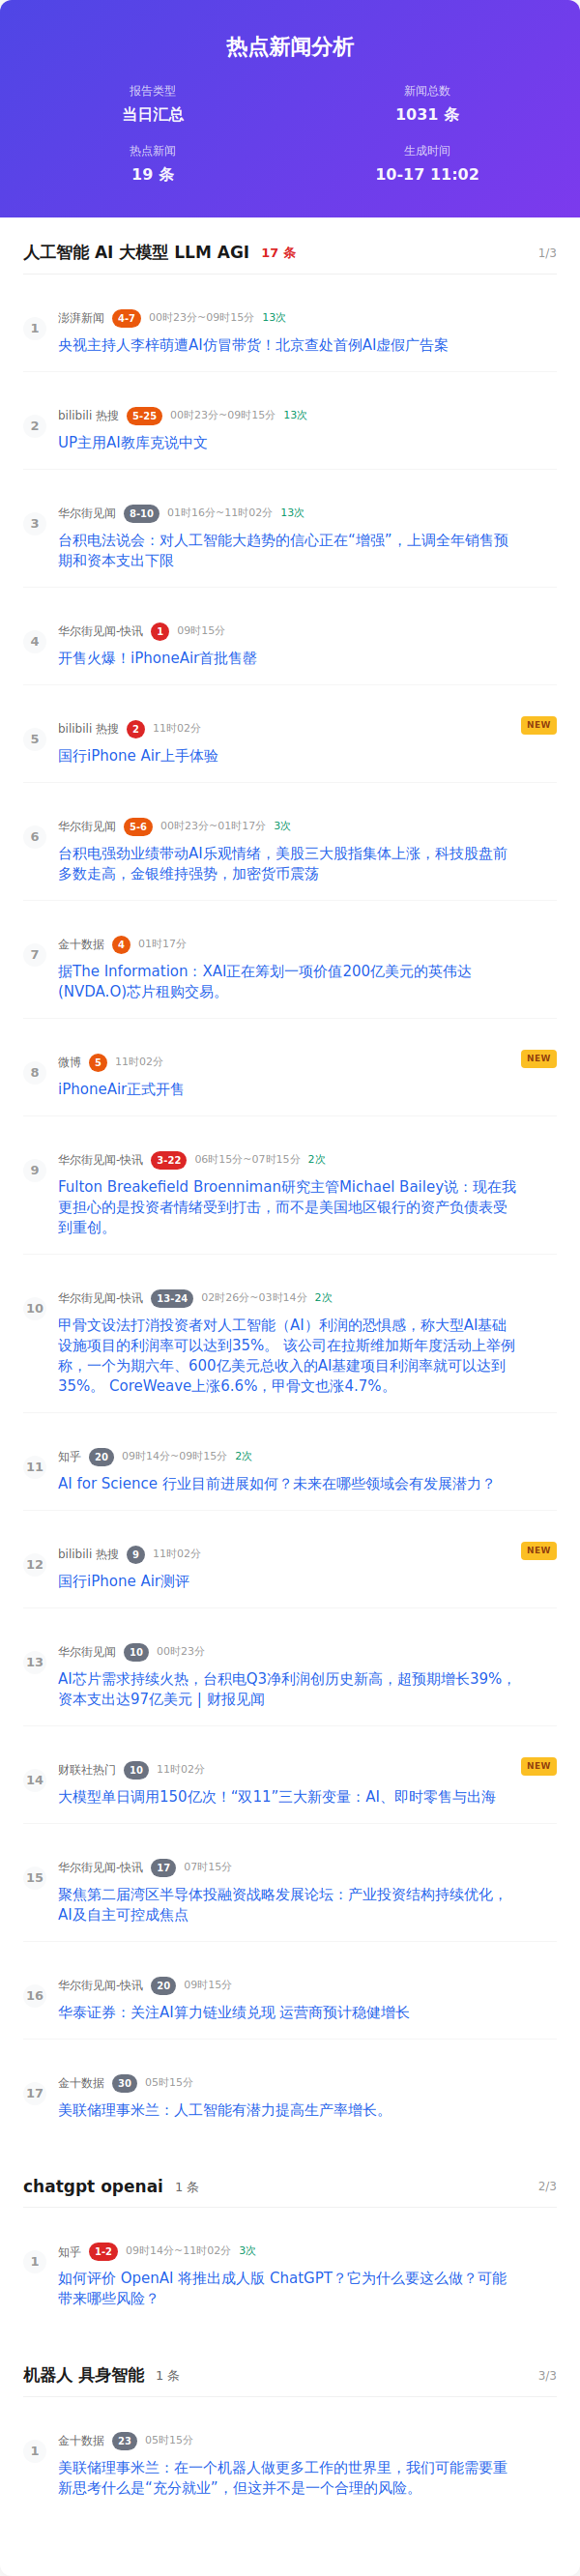 热点新闻分析
报告类型
当日汇总
新闻总数
1031 条
热点新闻
19 条
生成时间
10-17 11:02
人工智能 AI 大模型 LLM AGI 17 条 1/3
1
澎湃新闻 4-7 00时23分~09时15分 13次
央视主持人李梓萌遭AI仿冒带货！北京查处首例AI虚假广告案
2
bilibili 热搜 5-25 00时23分~09时15分 13次
UP主用AI教库克说中文
3
华尔街见闻 8-10 01时16分~11时02分 13次
台积电法说会：对人工智能大趋势的信心正在“增强”，上调全年销售预
期和资本支出下限
4
华尔街见闻-快讯 1 09时15分
开售火爆！iPhoneAir首批售罄
5
bilibili 热搜 2 11时02分 NEW
国行iPhone Air上手体验
6
华尔街见闻 5-6 00时23分~01时17分 3次
台积电强劲业绩带动AI乐观情绪，美股三大股指集体上涨，科技股盘前
多数走高，金银维持强势，加密货币震荡
7
金十数据 4 01时17分
据The Information：XAI正在筹划一项价值200亿美元的英伟达
(NVDA.O)芯片租购交易。
8
微博 5 11时02分 NEW
iPhoneAir正式开售
9
华尔街见闻-快讯 3-22 06时15分~07时15分 2次
Fulton Breakefield Broenniman研究主管Michael Bailey说：现在我
更担心的是投资者情绪受到打击，而不是美国地区银行的资产负债表受
到重创。
10
华尔街见闻-快讯 13-24 02时26分~03时14分 2次
甲骨文设法打消投资者对人工智能（AI）利润的恐惧感，称大型AI基础
设施项目的利润率可以达到35%。 该公司在拉斯维加斯年度活动上举例
称，一个为期六年、600亿美元总收入的AI基建项目利润率就可以达到
35%。 CoreWeave上涨6.6%，甲骨文也涨4.7%。
11
知乎 20 09时14分~09时15分 2次
AI for Science 行业目前进展如何？未来在哪些领域会有发展潜力？
12
bilibili 热搜 9 11时02分 NEW
国行iPhone Air测评
13
华尔街见闻 10 00时23分
AI芯片需求持续火热，台积电Q3净利润创历史新高，超预期增长39%，
资本支出达97亿美元 | 财报见闻
14
财联社热门 10 11时02分 NEW
大模型单日调用150亿次！“双11”三大新变量：AI、即时零售与出海
15
华尔街见闻-快讯 17 07时15分
聚焦第二届湾区半导体投融资战略发展论坛：产业投资结构持续优化，
AI及自主可控成焦点
16
华尔街见闻-快讯 20 09时15分
华泰证券：关注AI算力链业绩兑现 运营商预计稳健增长
17
金十数据 30 05时15分
美联储理事米兰：人工智能有潜力提高生产率增长。
chatgpt openai 1 条 2/3
1
知乎 1-2 09时14分~11时02分 3次
如何评价 OpenAI 将推出成人版 ChatGPT？它为什么要这么做？可能
带来哪些风险？
机器人 具身智能 1 条 3/3
1
金十数据 23 05时15分
美联储理事米兰：在一个机器人做更多工作的世界里，我们可能需要重
新思考什么是“充分就业”，但这并不是一个合理的风险。